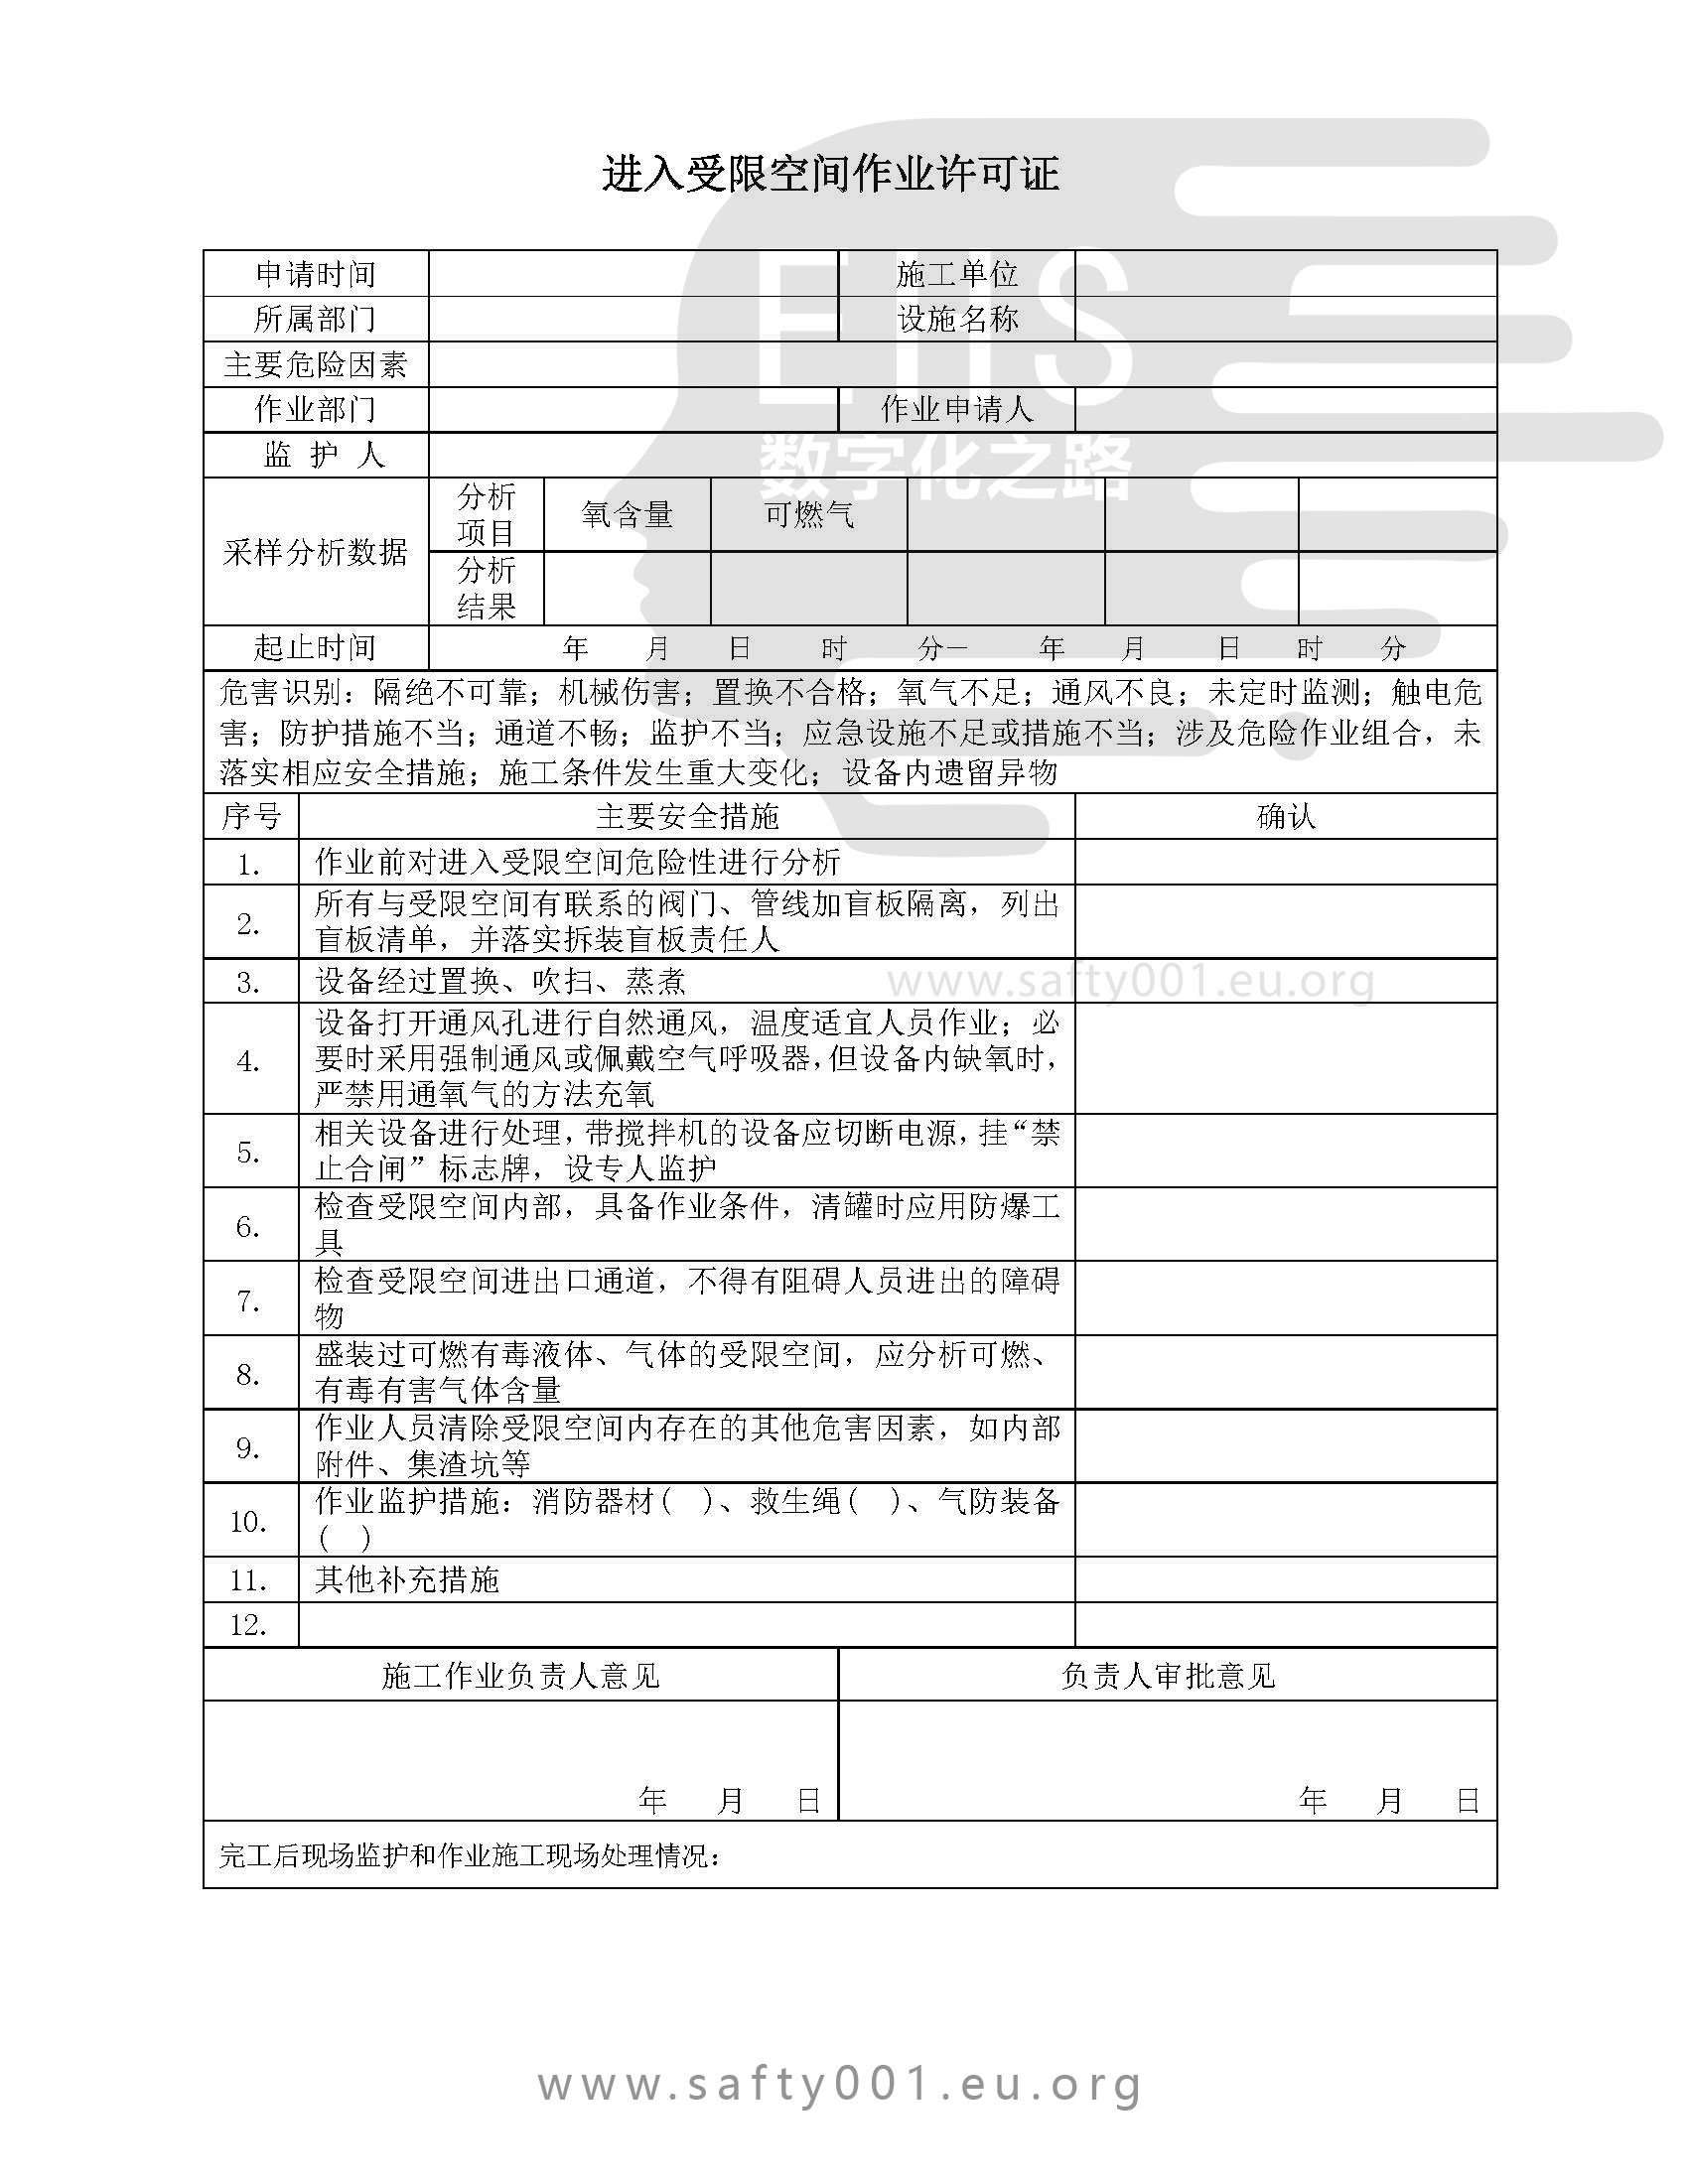 进入受限空间作业许可证
申请时间 施工单位
所属部门 设施名称
主要危险因素
作业部门 作业申请人
监 护 人
EHS
数字化之路
采样分析数据
分析
项目
氧含量 可燃气
分析
结果
起止时间 年 月 日 时 分— 年 月 日 时 分
危害识别：隔绝不可靠；机械伤害；置换不合格；氧气不足；通风不良；未定时监测；触电危
害；防护措施不当；通道不畅；监护不当；应急设施不足或措施不当；涉及危险作业组合，未
落实相应安全措施；施工条件发生重大变化；设备内遗留异物
序号 主要安全措施 确认
1. 作业前对进入受限空间危险性进行分析
2. 所有与受限空间有联系的阀门、管线加盲板隔离，列出
盲板清单，并落实拆装盲板责任人
3. 设备经过置换、吹扫、蒸煮
www.safty001.eu.org
4. 设备打开通风孔进行自然通风，温度适宜人员作业；必
要时采用强制通风或佩戴空气呼吸器，但设备内缺氧时，
严禁用通氧气的方法充氧
5. 相关设备进行处理，带搅拌机的设备应切断电源，挂“禁
止合闸”标志牌，设专人监护
6. 检查受限空间内部，具备作业条件，清罐时应用防爆工
具
7. 检查受限空间进出口通道，不得有阻碍人员进出的障碍
物
8. 盛装过可燃有毒液体、气体的受限空间，应分析可燃、
有毒有害气体含量
9. 作业人员清除受限空间内存在的其他危害因素，如内部
附件、集渣坑等
10. 作业监护措施：消防器材( )、救生绳( )、气防装备
( )
11. 其他补充措施
12.
施工作业负责人意见 负责人审批意见
年 月 日 年 月 日
完工后现场监护和作业施工现场处理情况：
www.safty001.eu.org